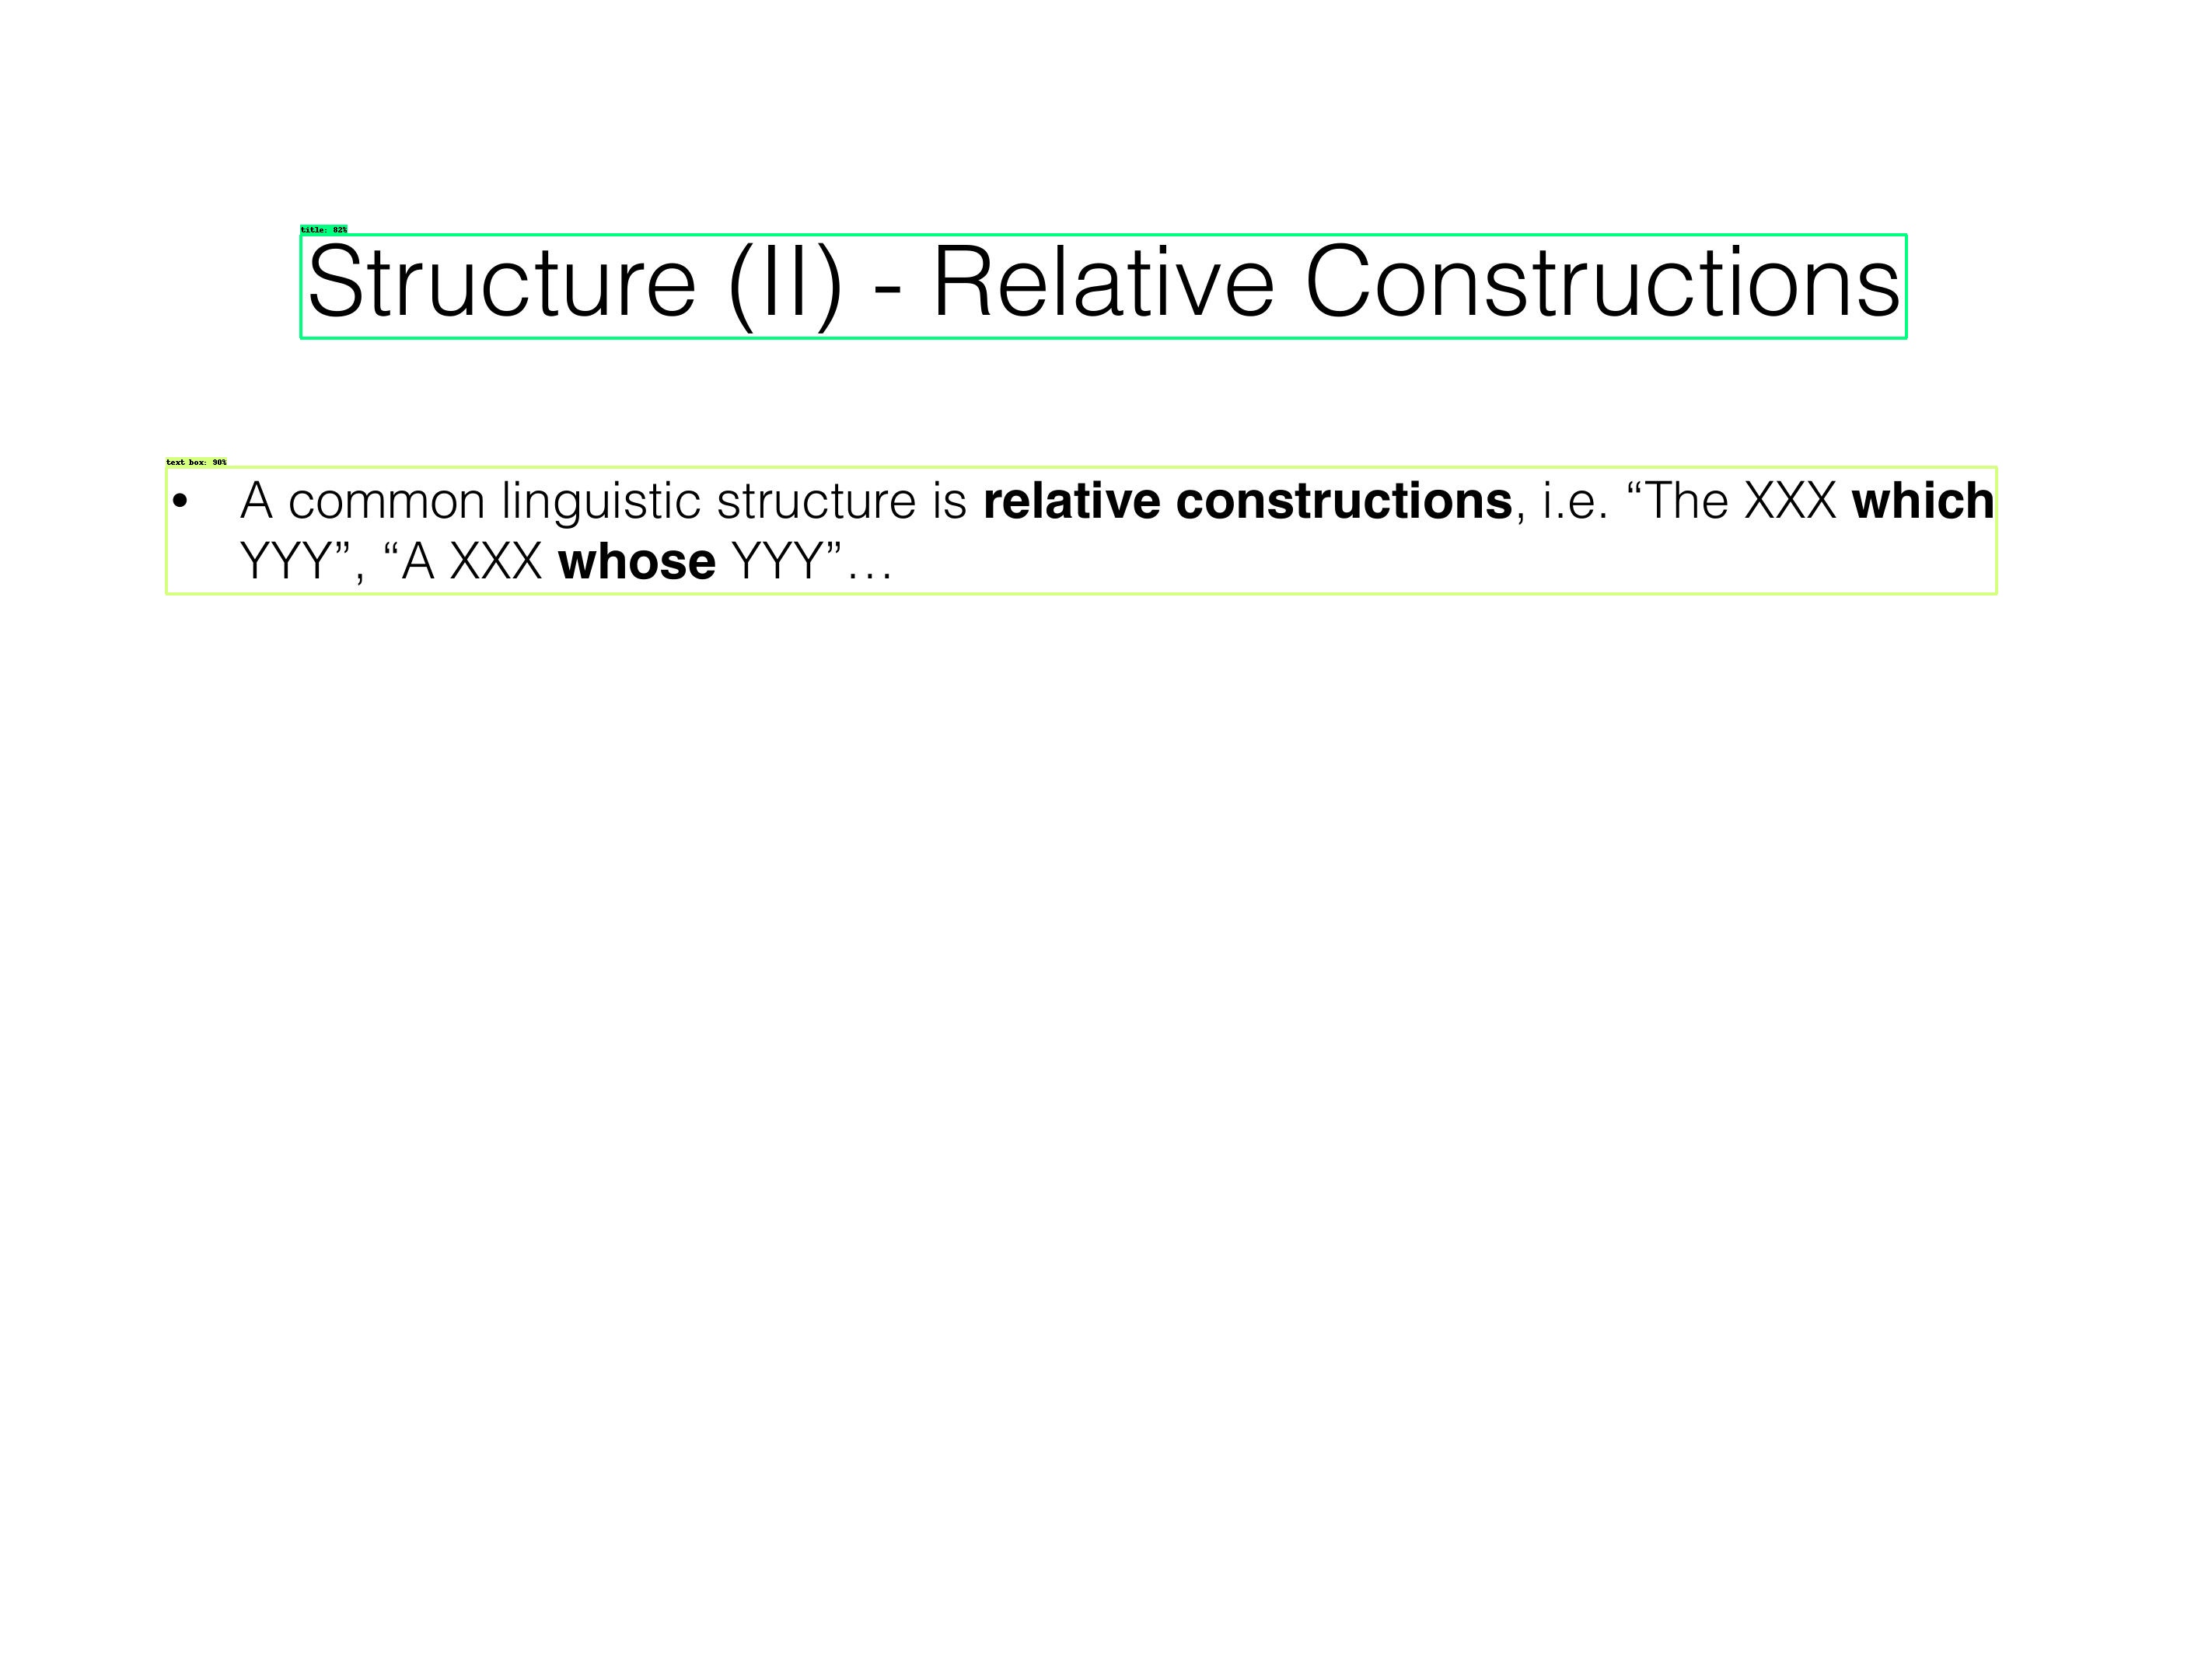 title: 82%
Structure (II) - Relative Constructions
text box: 90%
• A common linguistic structure is relative constructions, i.e. “The XXX which
YYY”, “A XXX whose YYY”...